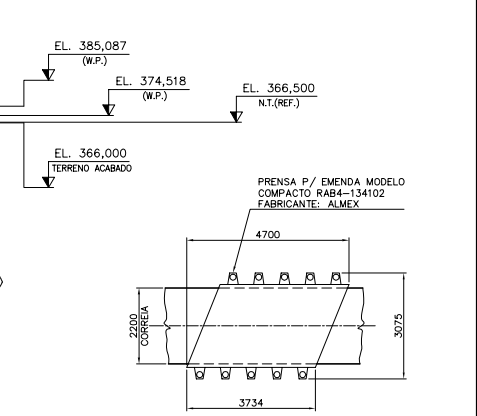 EL. 385,087
(W.P.)
EL. 374,518
(W.P.)
EL. 366,500
N.T.(REF.)
EL. 366,000
TERRENO ACABADO
PRENSA P/ EMENDA MODELO
COMPACTO RAB4-134102
FABRICANTE: ALMEX
4700
2200
CORREIA
3075
3734